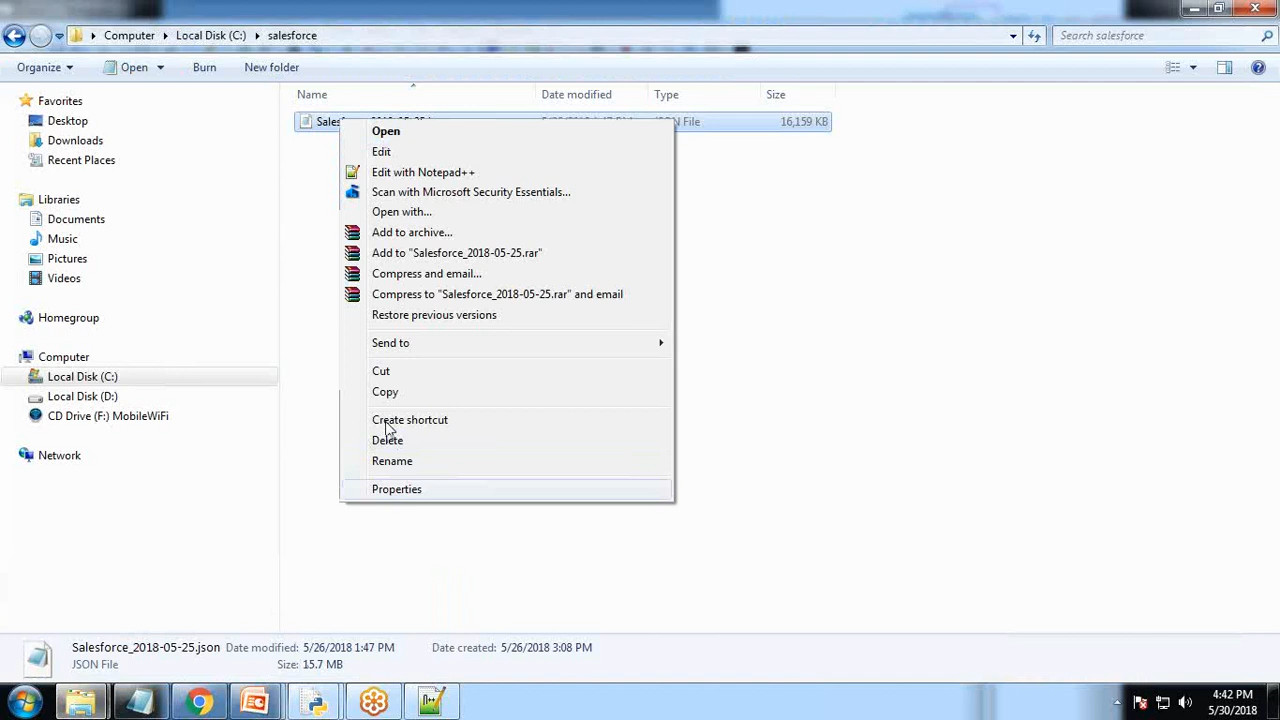 Computer Local Disk (C:) salesforce
Search salesforce
Organize Open Burn New folder
Favorites
Desktop
Downloads
Recent Places
Libraries
Documents
Music
Pictures
Videos
Homegroup
Computer
Local Disk (C:)
Local Disk (D:)
CD Drive (F:) MobileWiFi
Network
Name Date modified Type Size
16,159 KB
Open
Edit
Edit with Notepad++
Scan with Microsoft Security Essentials...
Open with...
Add to archive...
Add to "Salesforce_2018-05-25.rar"
Compress and email...
Compress to "Salesforce_2018-05-25.rar" and email
Restore previous versions
Send to
Cut
Copy
Create shortcut
Delete
Rename
Properties
Salesforce_2018-05-25.json Date modified: 5/26/2018 1:47 PM Date created: 5/26/2018 3:08 PM
JSON File Size: 15.7 MB
4:42 PM
5/30/2018